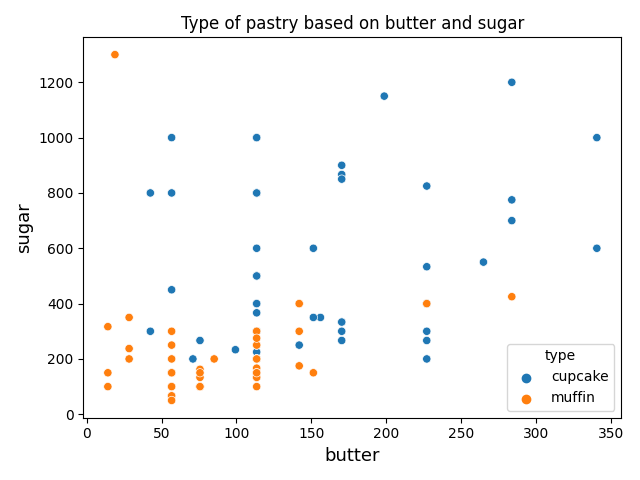 Type of pastry based on butter and sugar
1200
1000
800
600
400
200
0
sugar
0 50 100 150 200 250 300 350
butter
type
cupcake
muffin